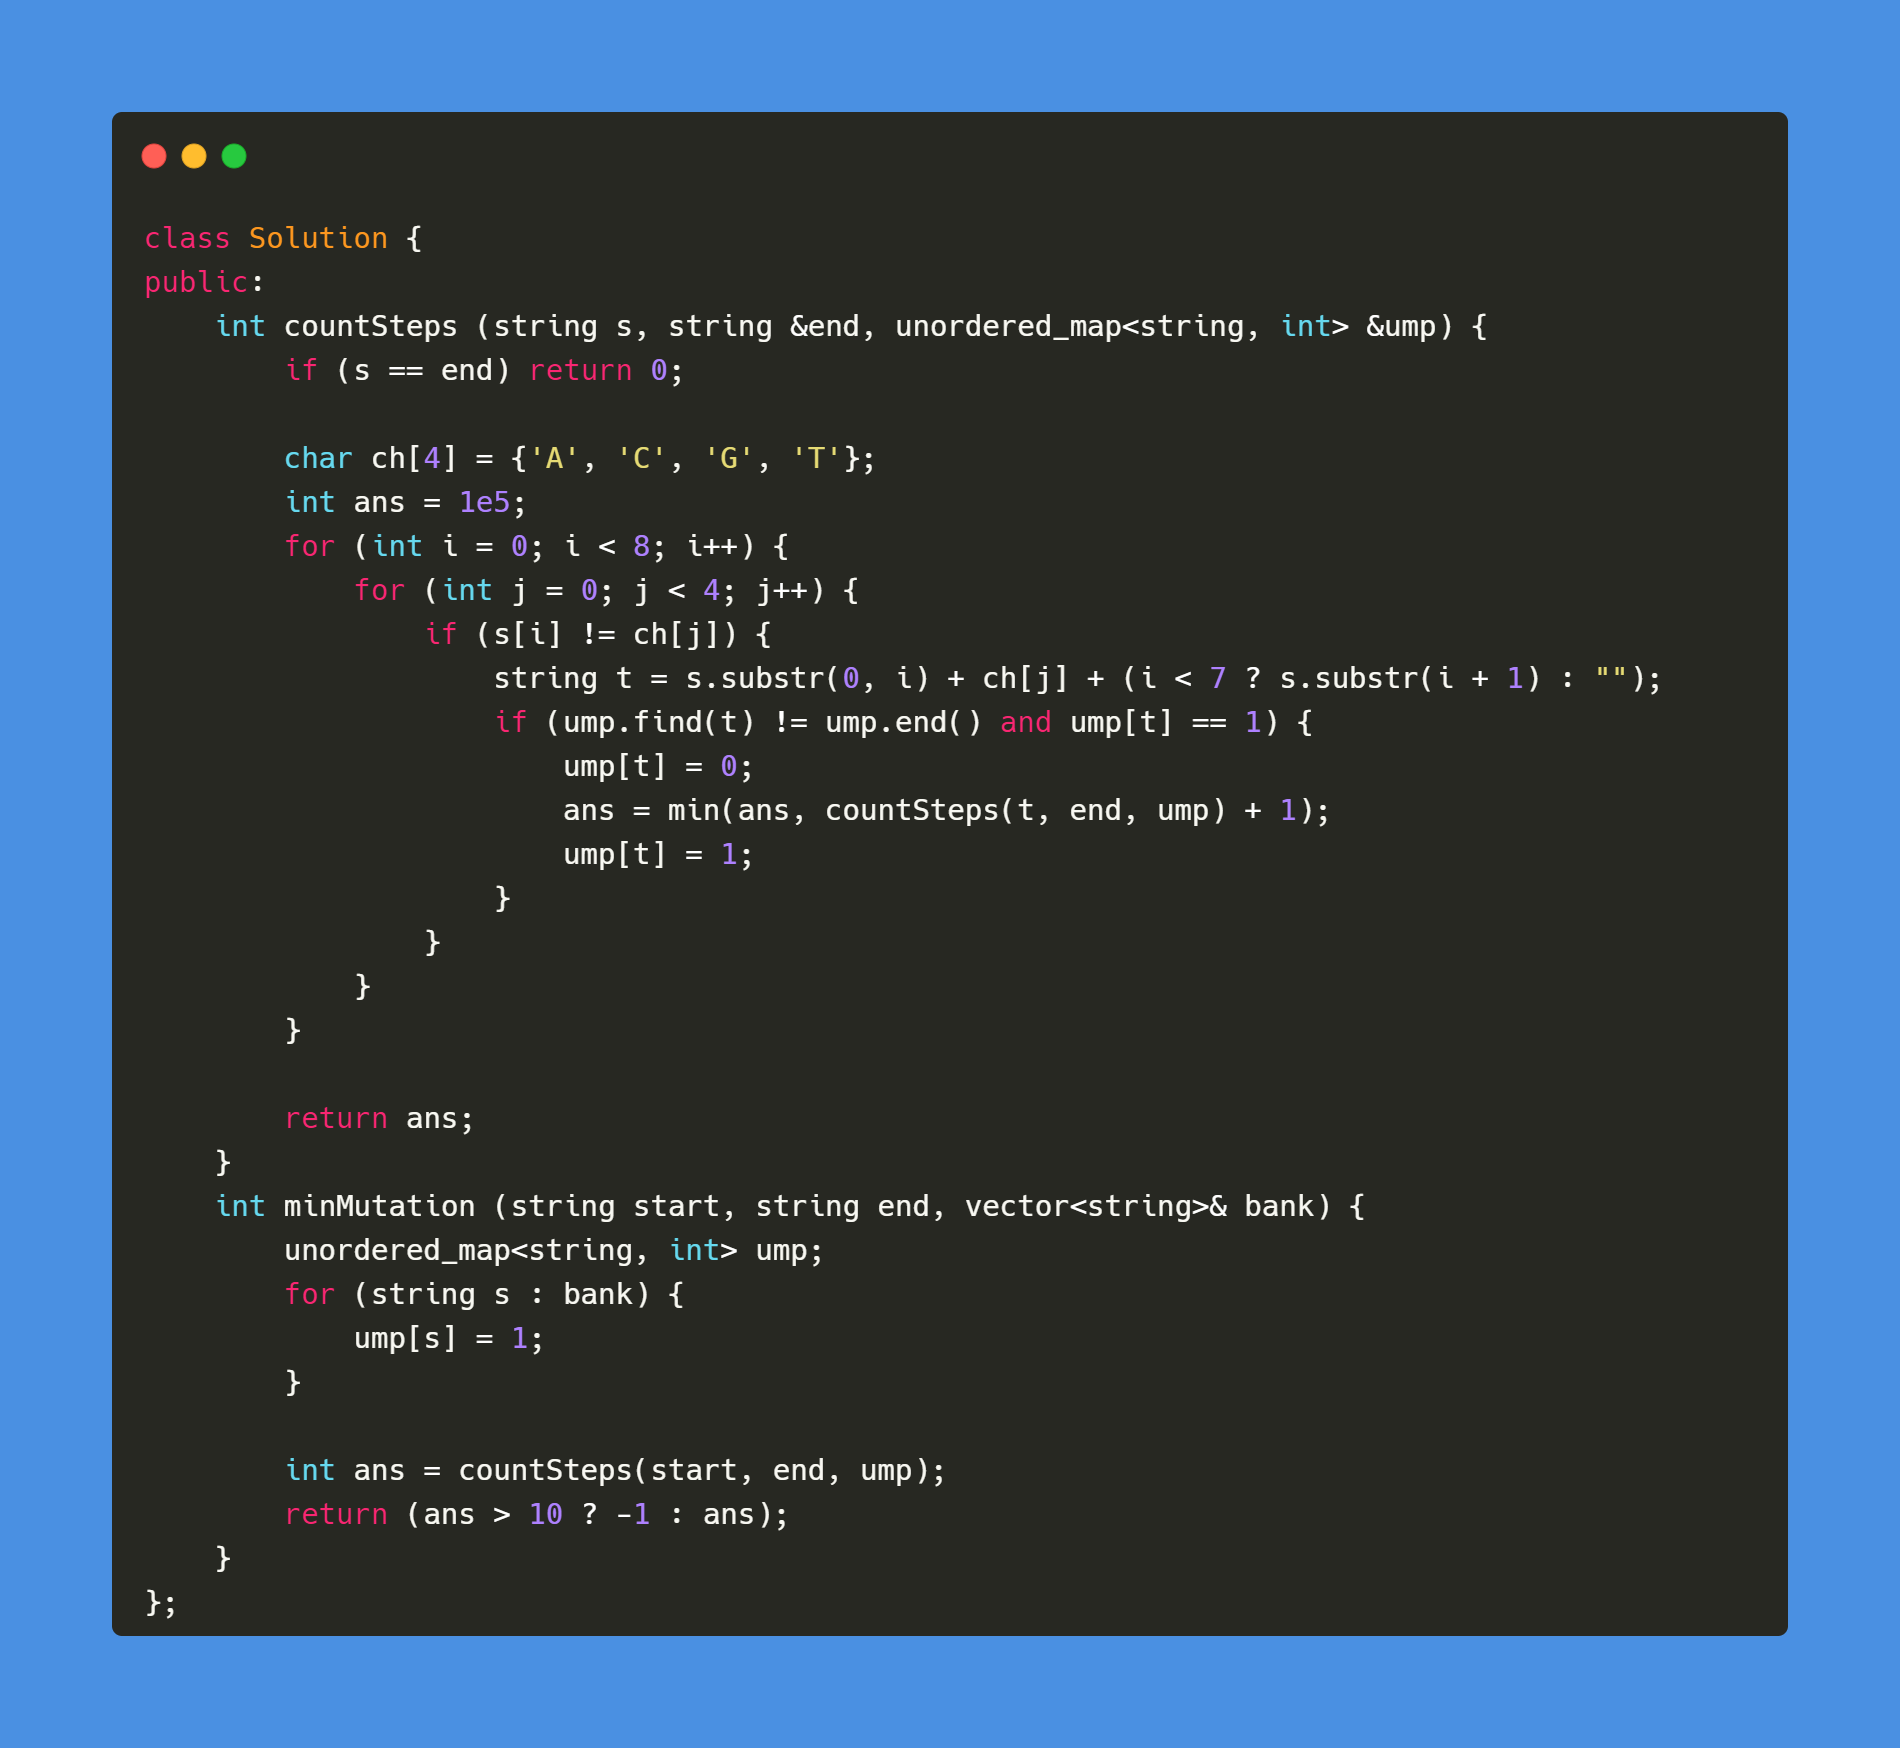 class Solution {
public:
    int countSteps (string s, string &end, unordered_map<string, int> &ump) {
        if (s == end) return 0;

        char ch[4] = {'A', 'C', 'G', 'T'};
        int ans = 1e5;
        for (int i = 0; i < 8; i++) {
            for (int j = 0; j < 4; j++) {
                if (s[i] != ch[j]) {
                    string t = s.substr(0, i) + ch[j] + (i < 7 ? s.substr(i + 1) : "");
                    if (ump.find(t) != ump.end() and ump[t] == 1) {
                        ump[t] = 0;
                        ans = min(ans, countSteps(t, end, ump) + 1);
                        ump[t] = 1;
                    }
                }
            }
        }

        return ans;
    }
    int minMutation (string start, string end, vector<string>& bank) {
        unordered_map<string, int> ump;
        for (string s : bank) {
            ump[s] = 1;
        }

        int ans = countSteps(start, end, ump);
        return (ans > 10 ? -1 : ans);
    }
};